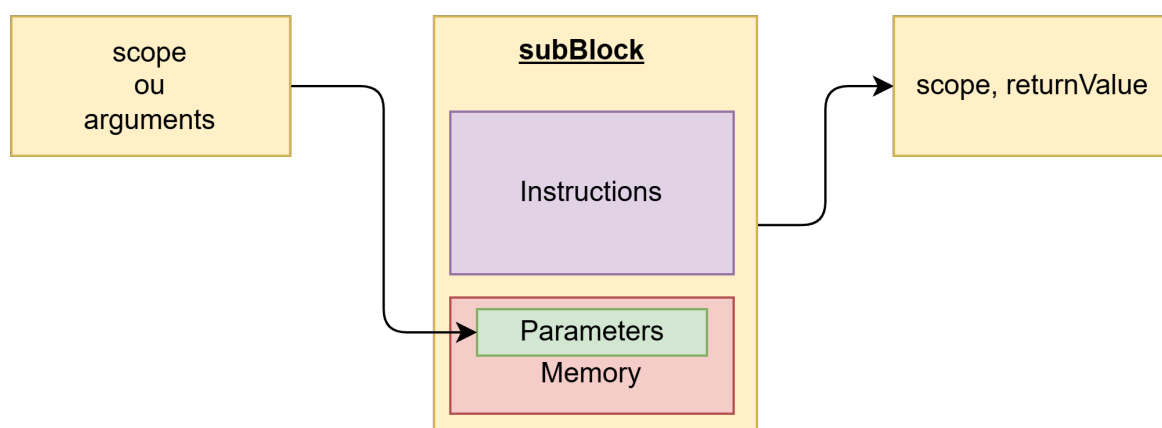 scope
ou
arguments
subBlock
Instructions
Parameters
Memory
scope, returnValue